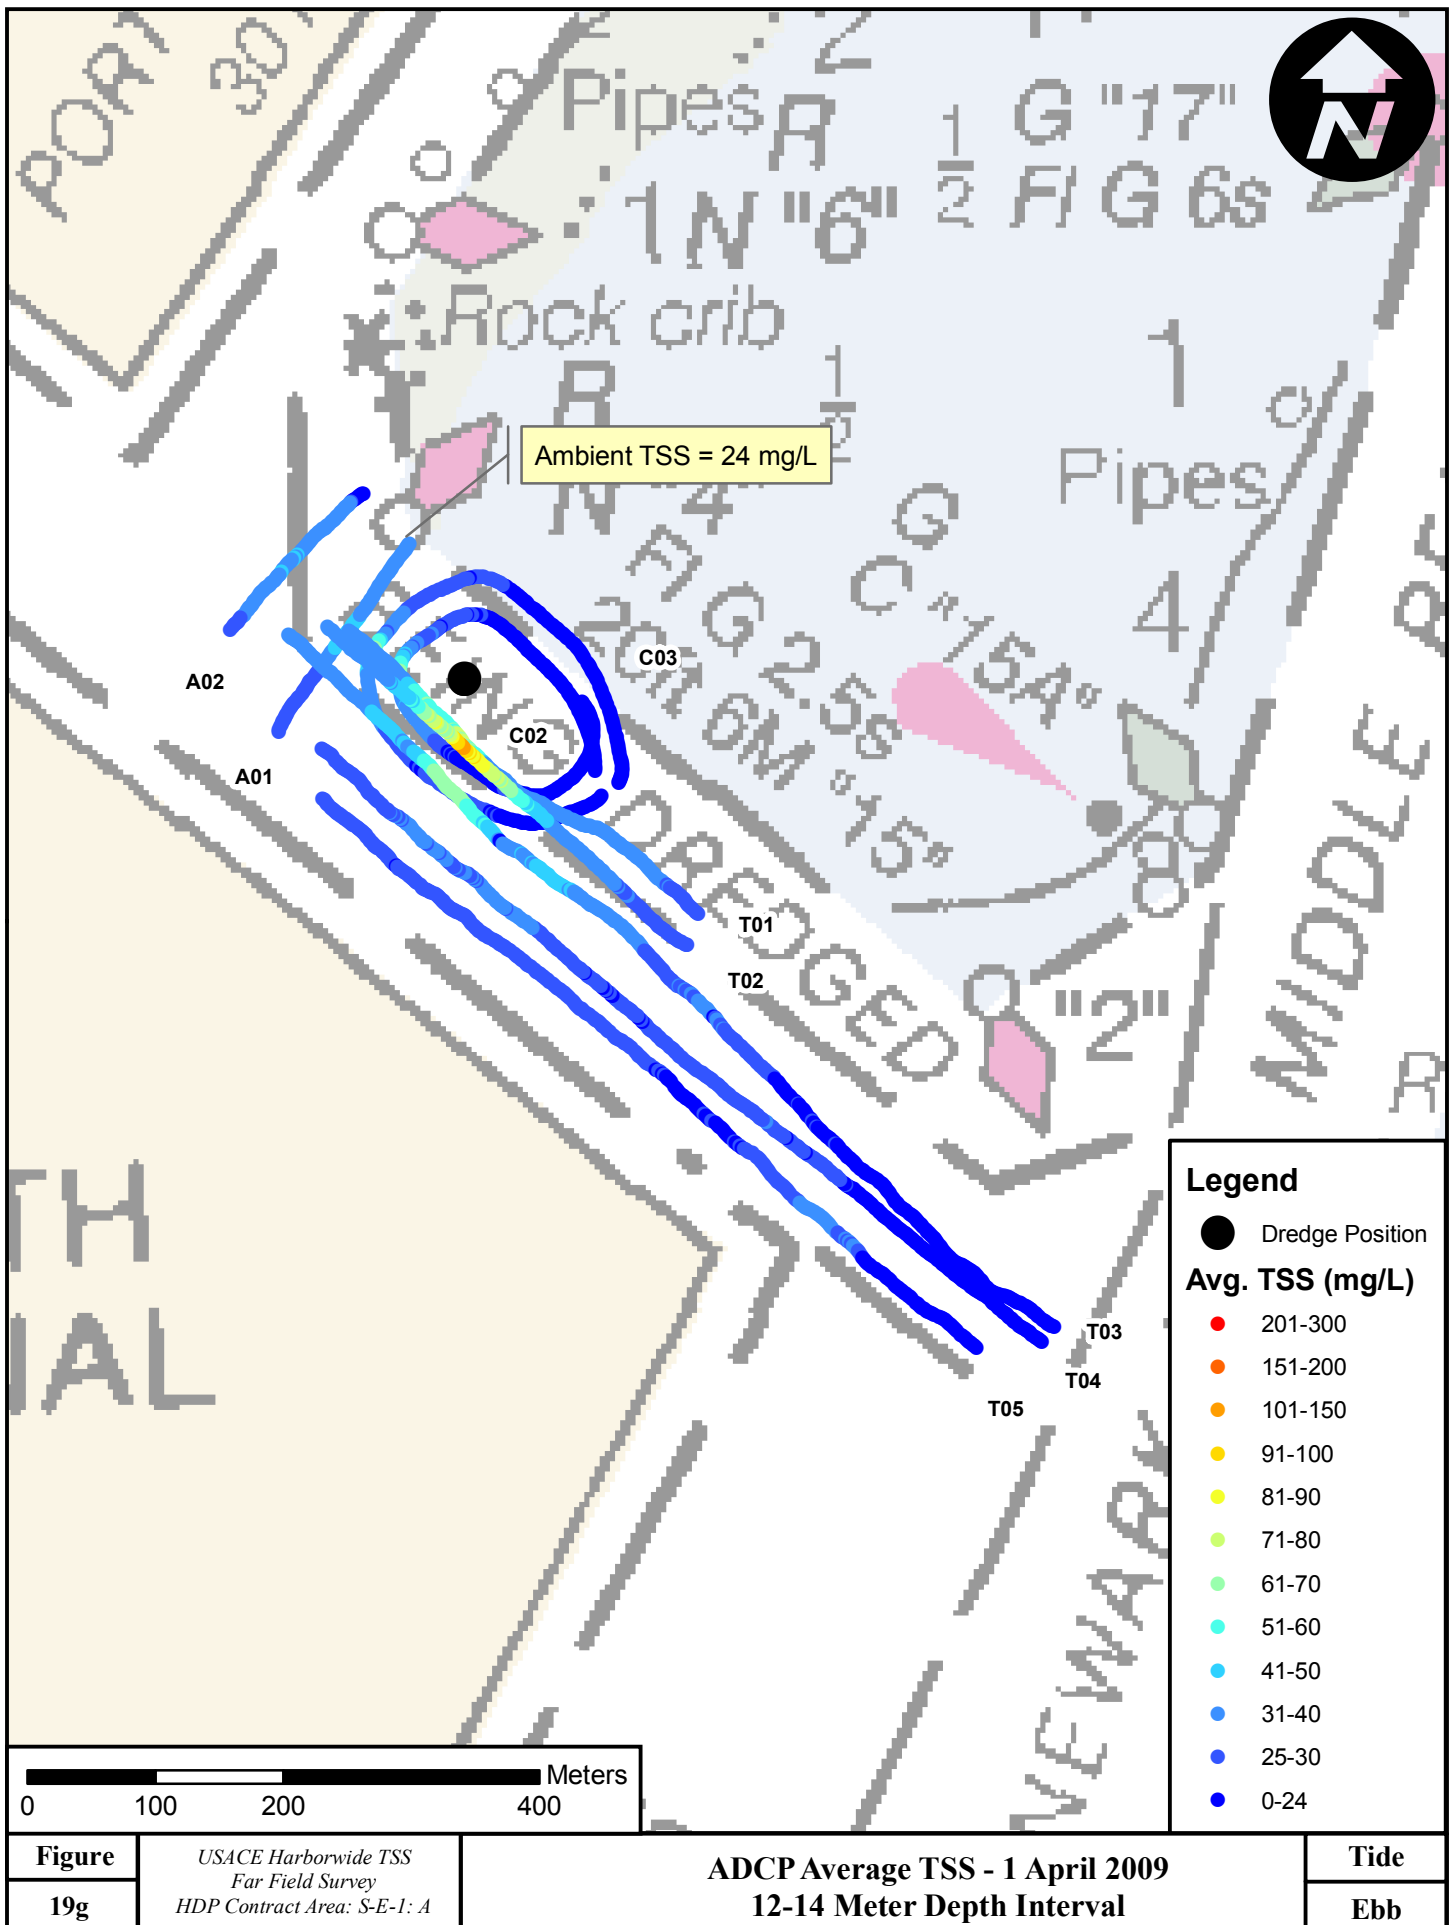 PORT
301
2
2
Pipes
R
1 N "6"
1
2
G "17"
Fl G 6s
N
Rock crib
R
N "4"
1
2
1
Pipes
4
Ambient TSS = 24 mg/L
Fl G 2.5s
20ft 6M "15"
G
C "15A"
DREDGED
"2"
MIDDLE RE
R
NEWARK
TH
NAL
A02
A01
C03
C02
T01
T02
T03
T04
T05
Legend
Dredge Position
Avg. TSS (mg/L)
201-300
151-200
101-150
91-100
81-90
71-80
61-70
51-60
41-50
31-40
25-30
0-24
Meters
0 100 200 400
Figure
19g
USACE Harborwide TSS
Far Field Survey
HDP Contract Area: S-E-1: A
ADCP Average TSS - 1 April 2009
12-14 Meter Depth Interval
Tide
Ebb